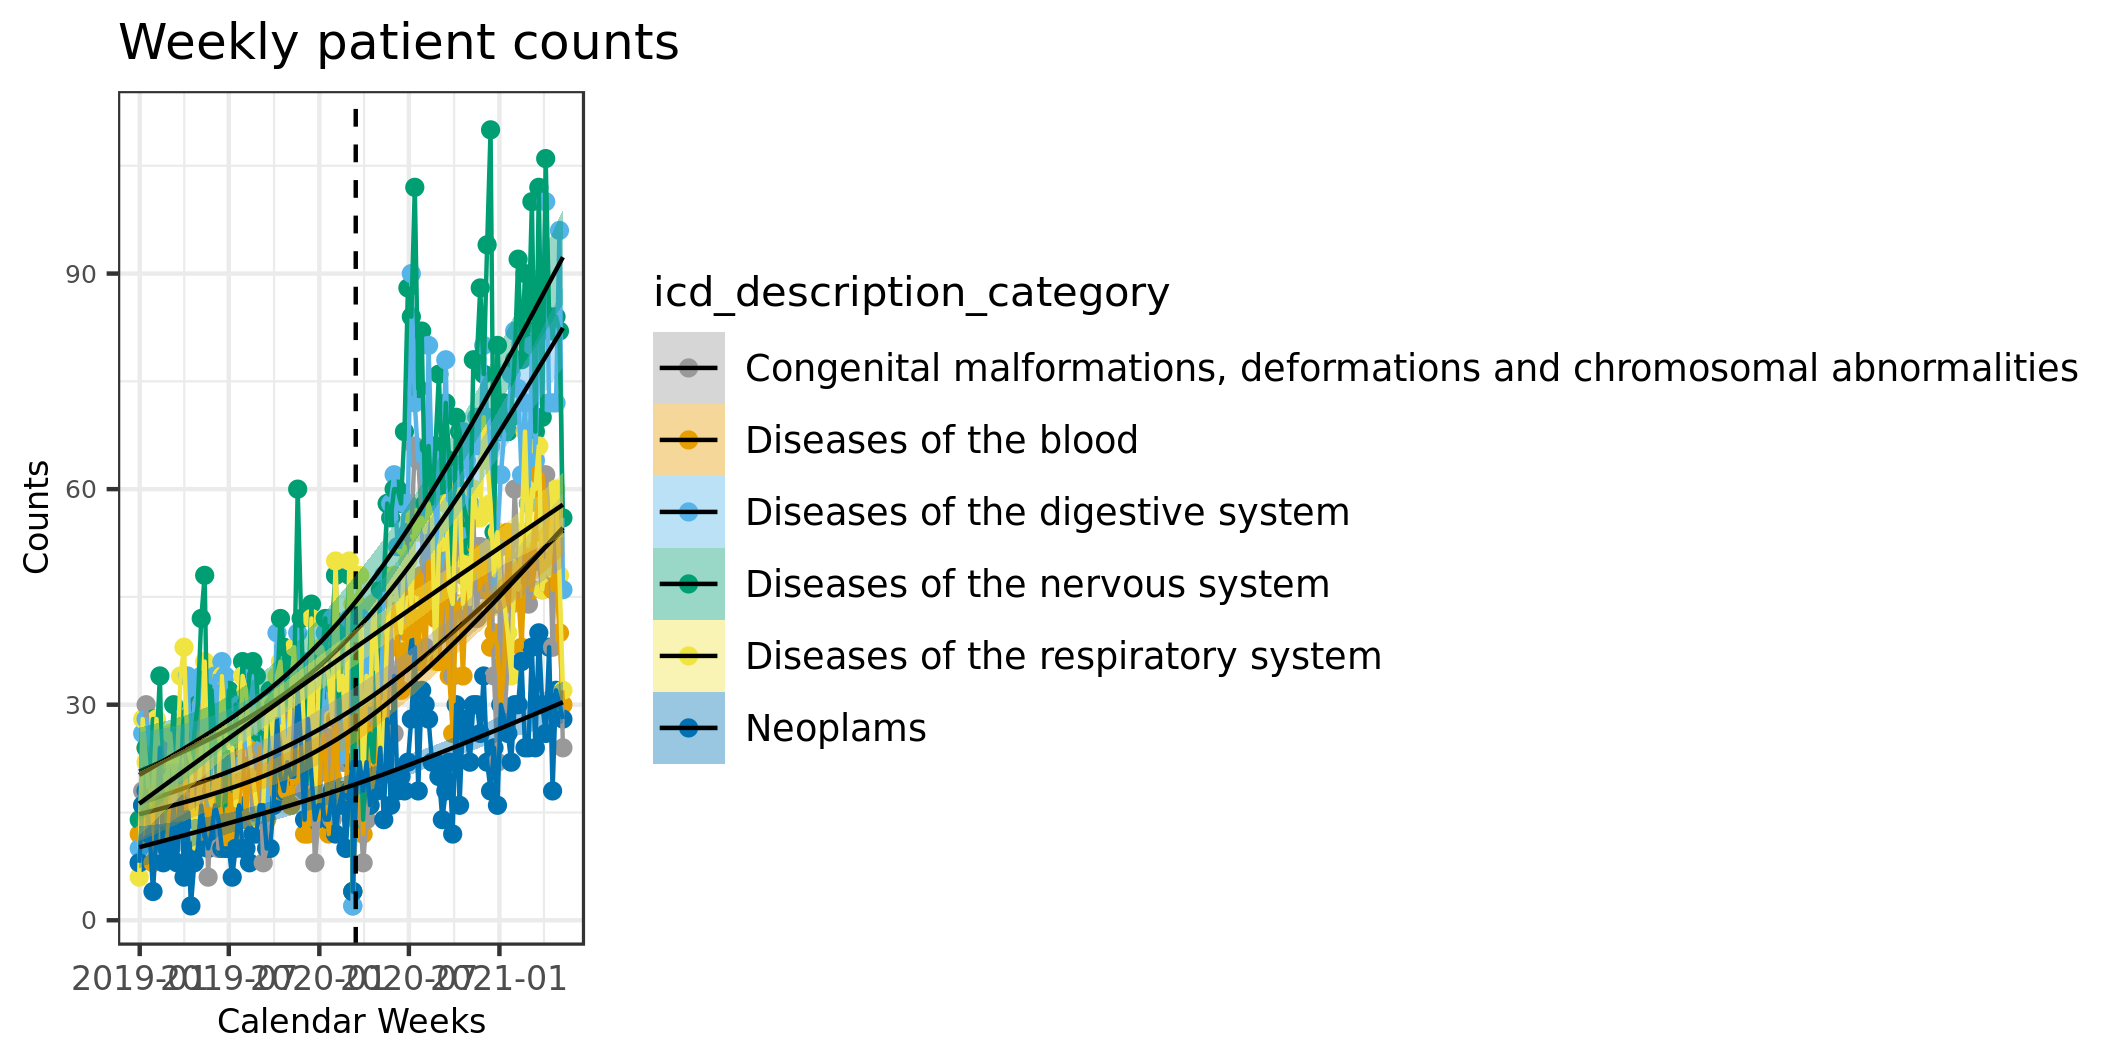 Weekly patient counts
Counts
90
60
30
0
2019-01
2019-07
2020-01
2020-07
2021-01
Calendar Weeks
icd_description_category
Congenital malformations, deformations and chromosomal abnormalities
Diseases of the blood
Diseases of the digestive system
Diseases of the nervous system
Diseases of the respiratory system
Neoplams